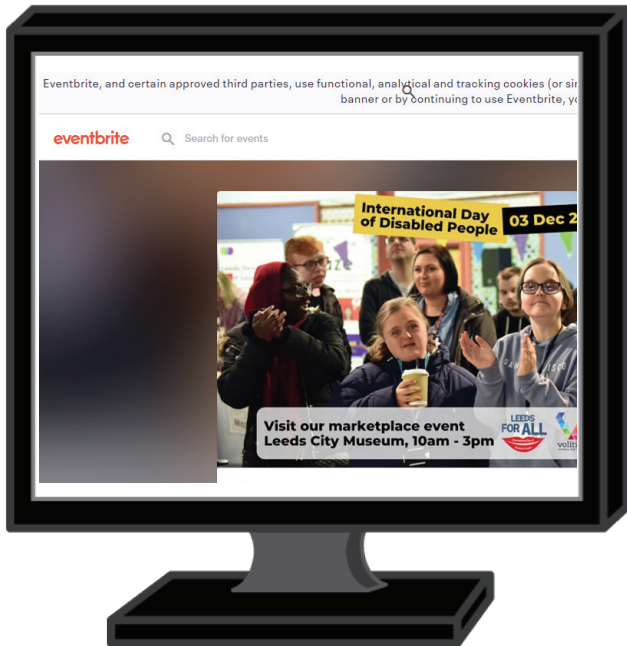 Eventbrite, and certain approved third parties, use functional, analytical and tracking cookies (or
banner or by continuing to use Eventbrite,
eventbrite
Search for events
International Day
of Disabled People
03 Dec
Visit our marketplace event
Leeds City Museum, 10am - 3pm
LEEDS
FOR ALL
SAN